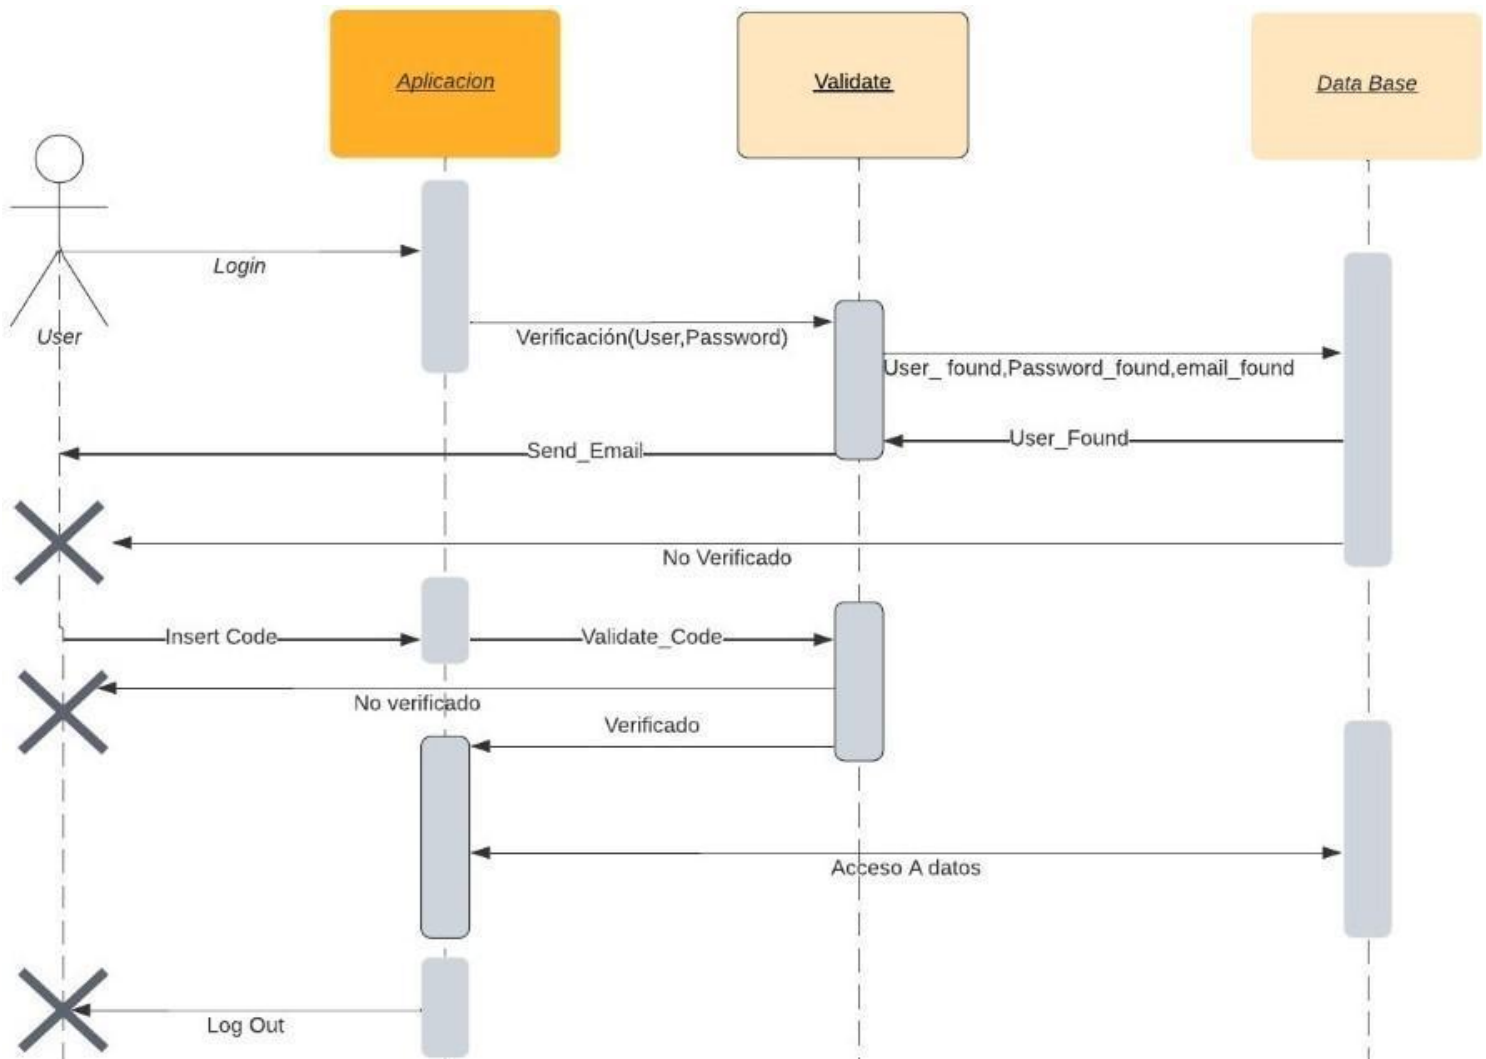 Aplicacion
Validate
Data Base
Login
User
Verificación(User,Password)
User_ found,Password_found,email_found
User_Found
Send_Email
No Verificado
Insert Code
Validate_Code
No verificado
Verificado
Acceso A datos
Log Out